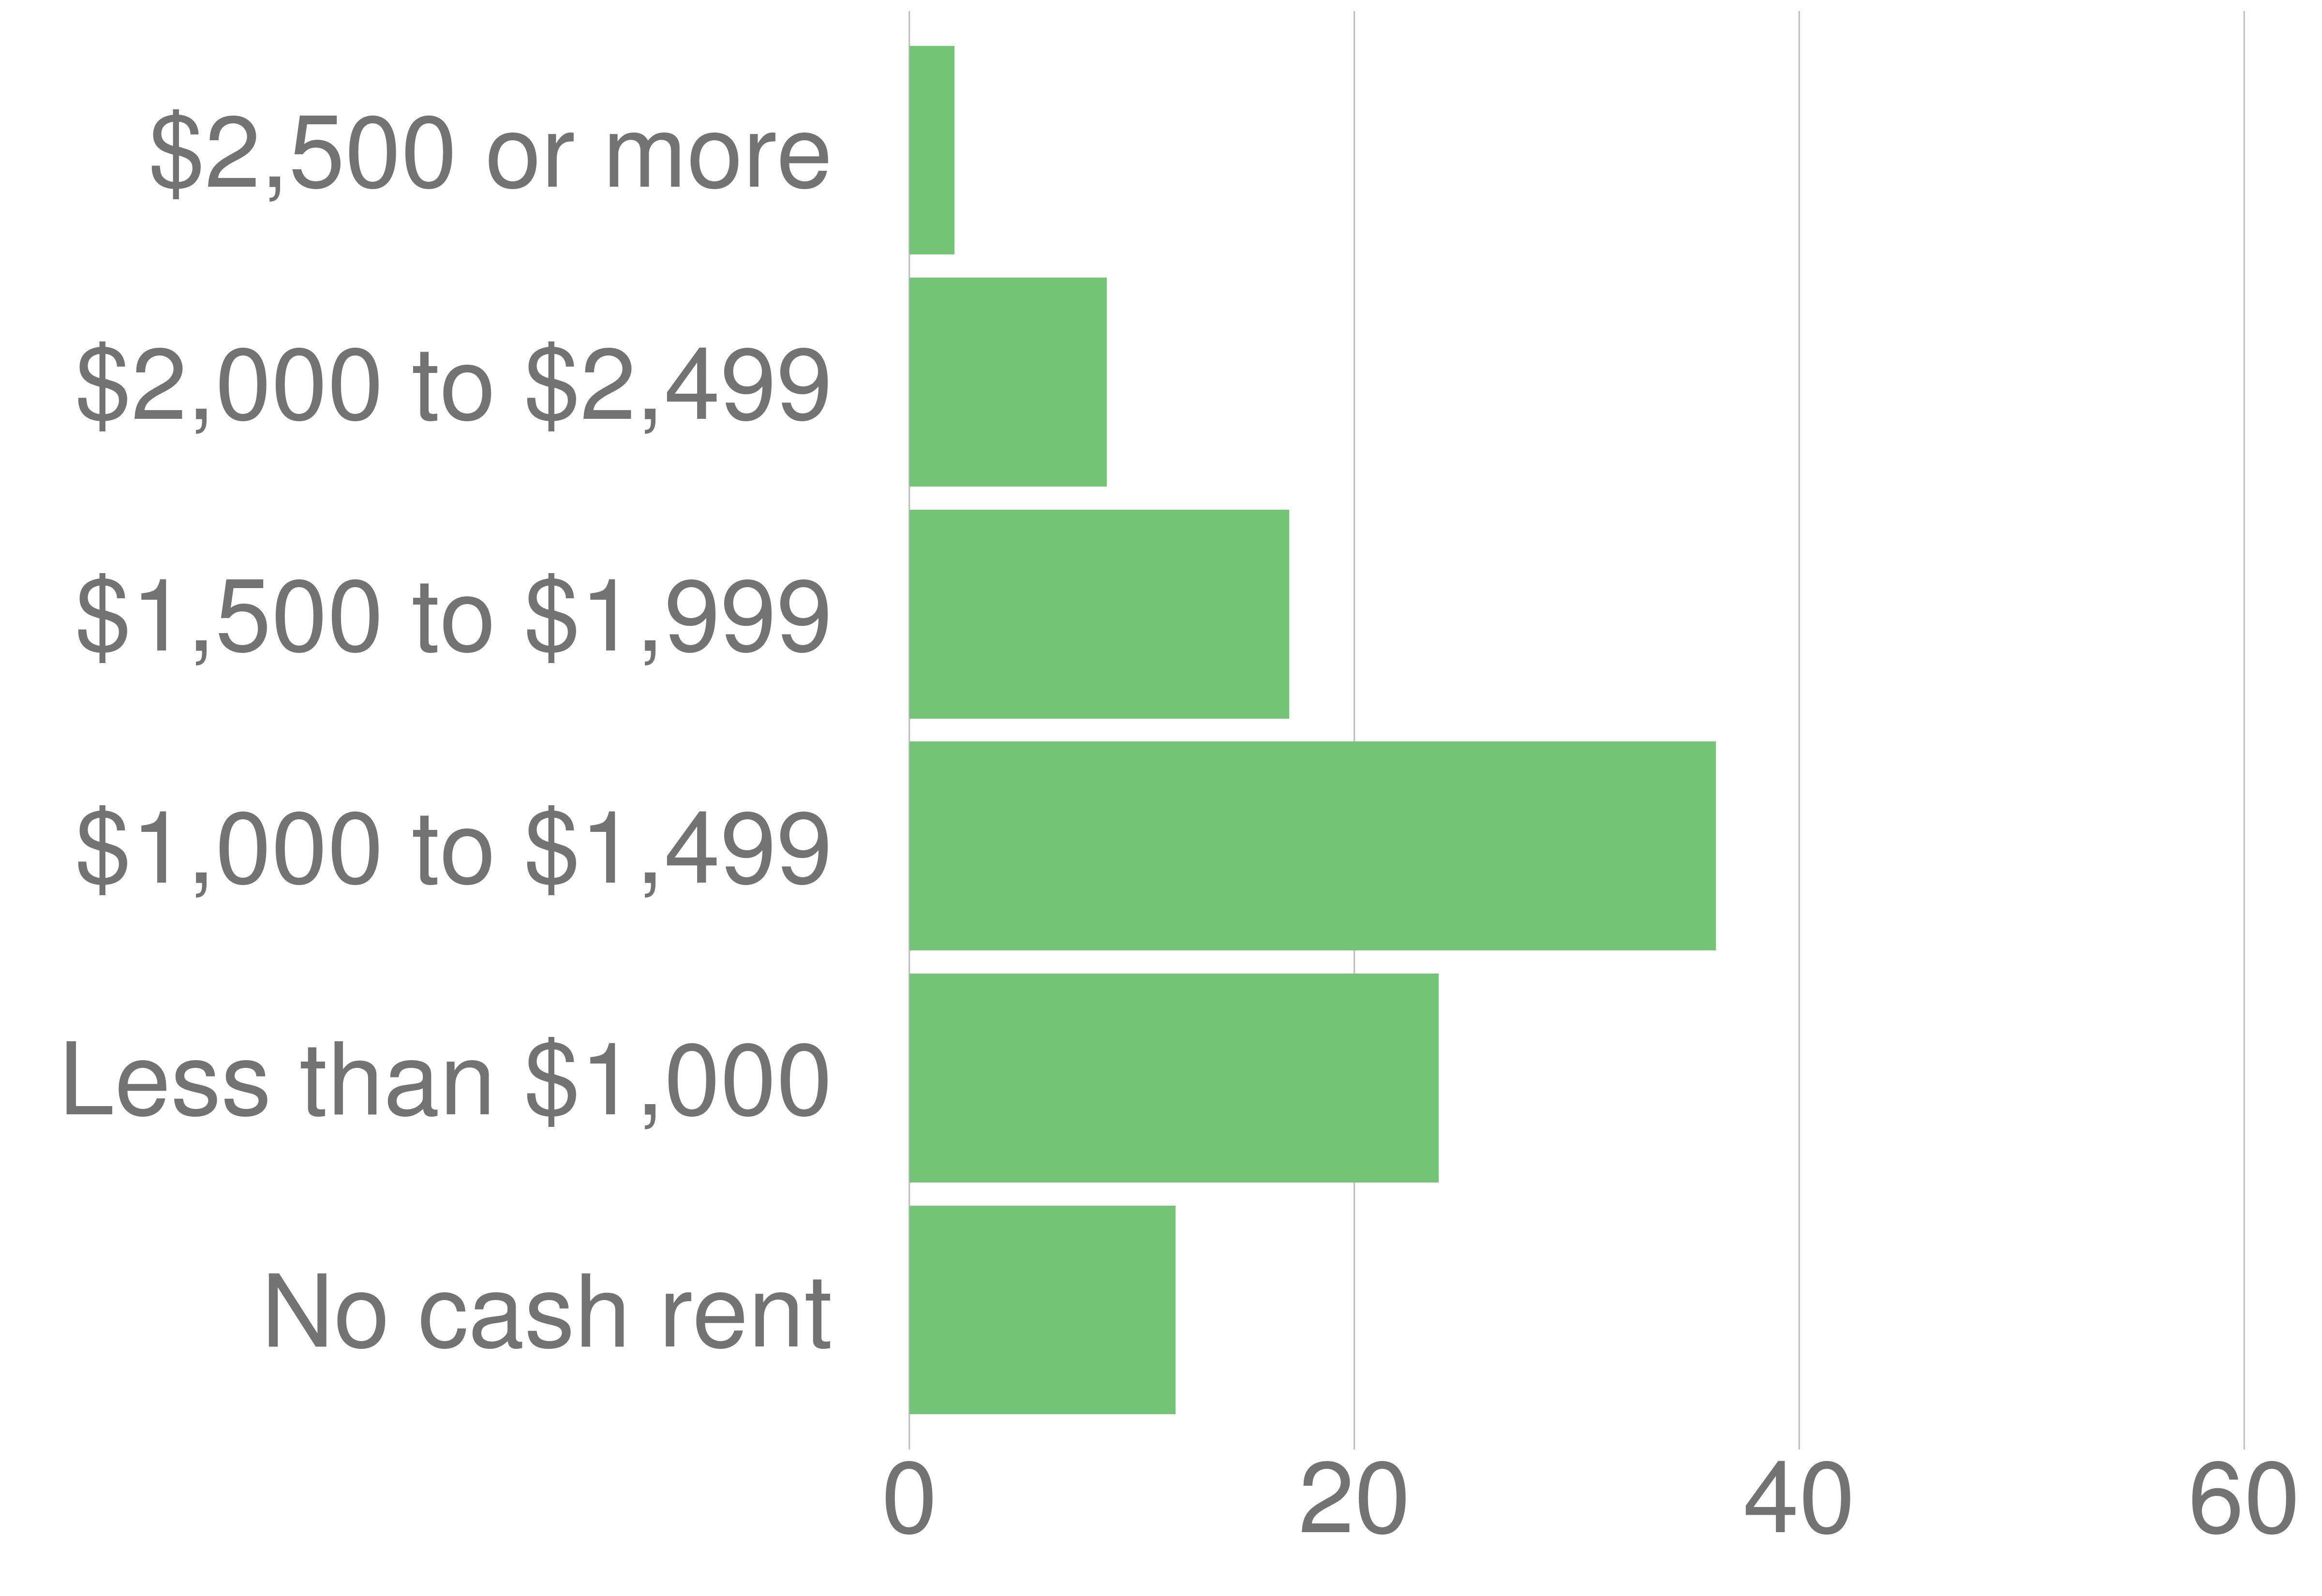 $2,500 or more
$2,000 to $2,499
$1,500 to $1,999
$1,000 to $1,499
Less than $1,000
No cash rent
0 20 40 60